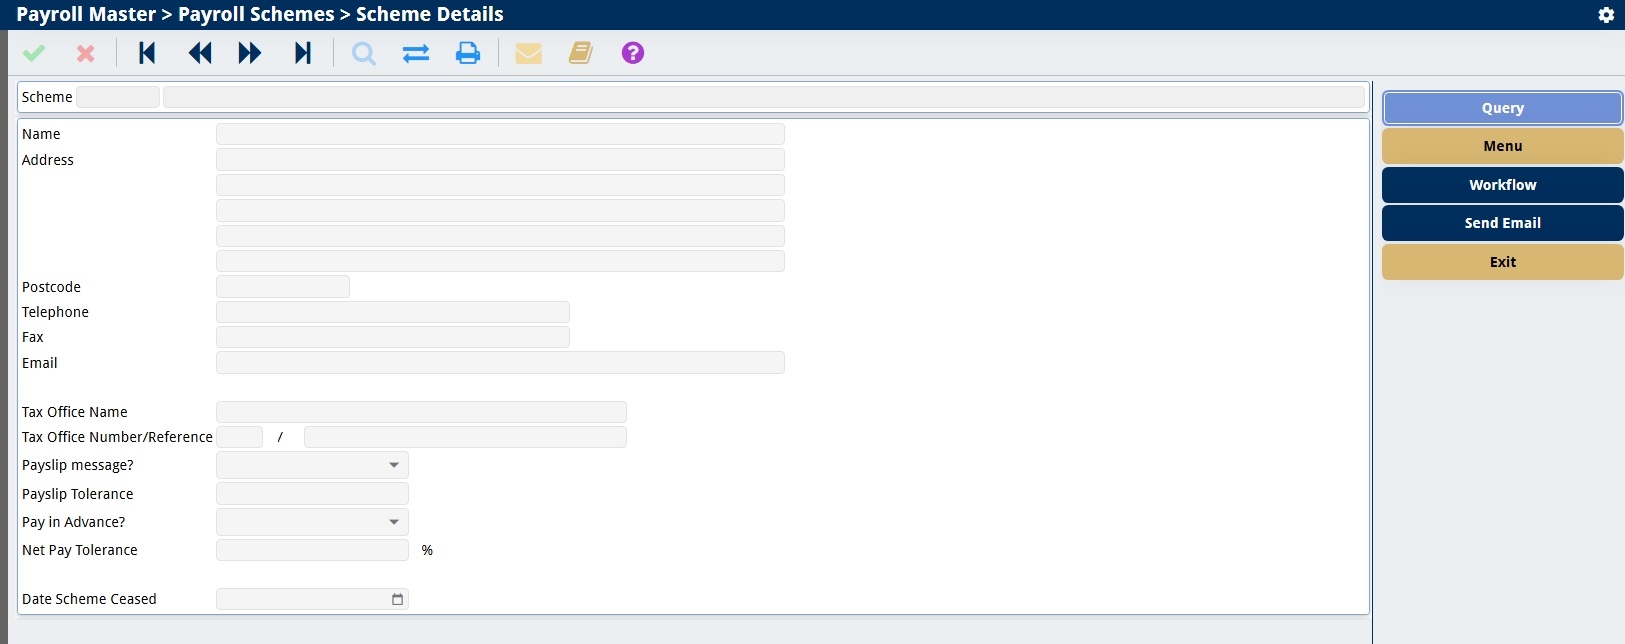 Payroll Master > Payroll Schemes > Scheme Details
?
Scheme
Name
Address
Postcode
Telephone
Fax
Email
Tax Office Name
Tax Office Number/Reference /
Payslip message?
Payslip Tolerance
Pay in Advance?
Net Pay Tolerance %
Date Scheme Ceased
Query
Menu
Workflow
Send Email
Exit